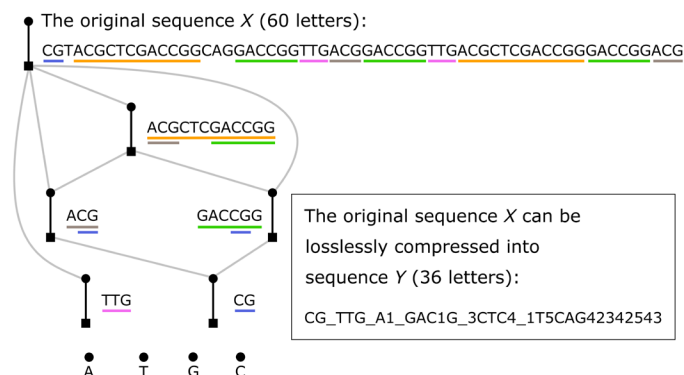 The original sequence X (60 letters):
CGTACGCTCGACCGGCAGGACCGGTTGACGGACCGGTTGACGCTCGACCGGGACCGGACG
ACGCTCGACCGG
ACG
GACCGG
TTG
CG
A T G C
The original sequence X can be
losslessly compressed into
sequence Y (36 letters):
CG_TTG_A1_GAC1G_3CTC4_1T5CAG42342543